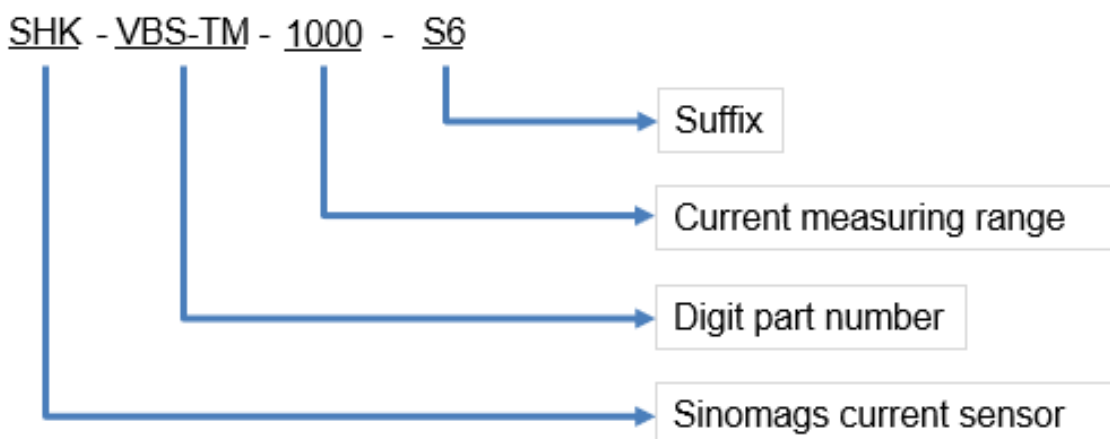 SHK - VBS-TM - 1000 - S6
Suffix
Current measuring range
Digit part number
Sinomags current sensor